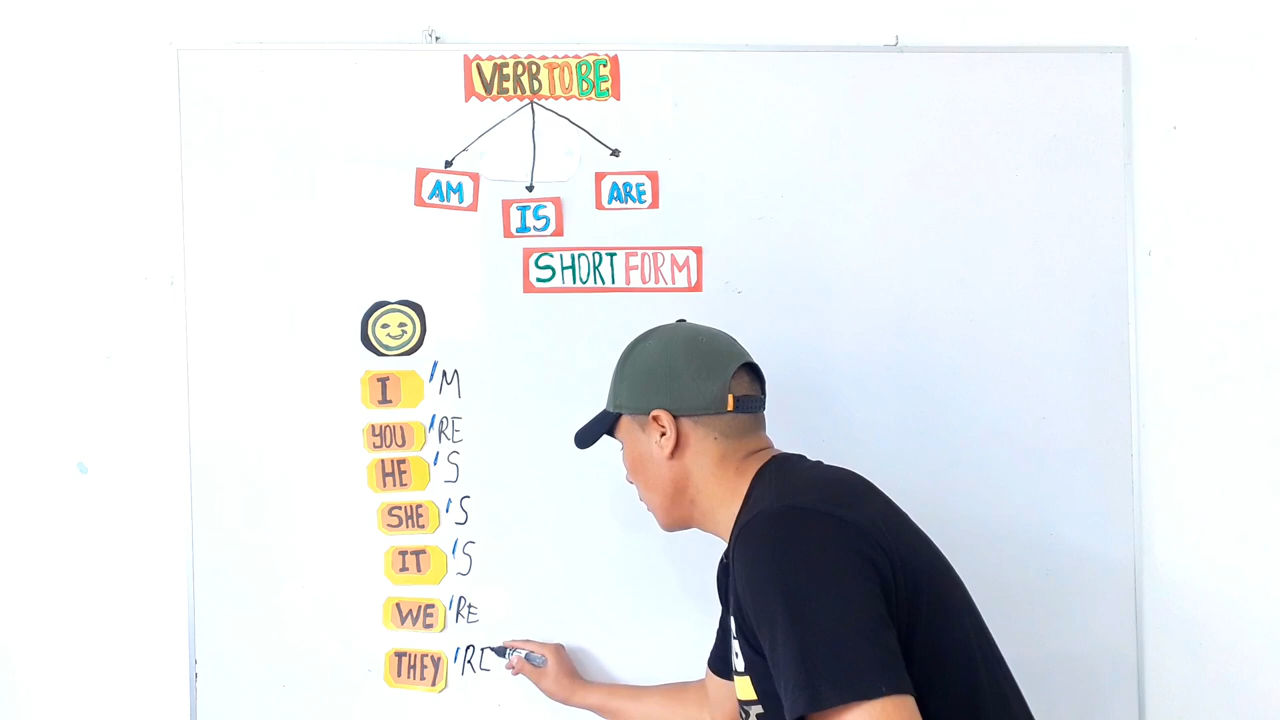 VERB TO BE
AM
IS
ARE
SHORT FORM
I 'M
YOU 'RE
HE 'S
SHE 'S
IT 'S
WE 'RE
THEY 'RE